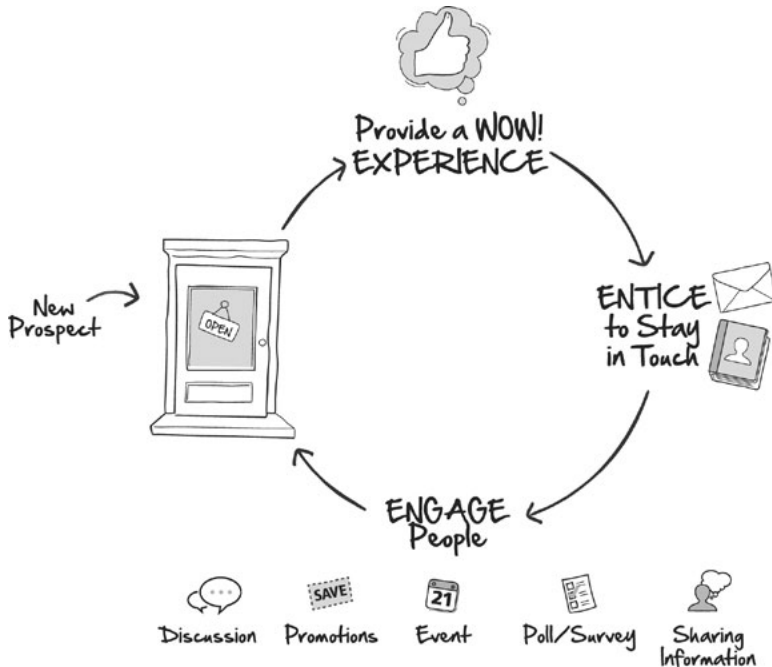 Provide a WOW!
EXPERIENCE
New
Prospect
OPEN
ENTICE
to Stay
in Touch
ENGAGE
People
SAVE
21
Discussion
Promotions
Event
Poll/Survey
Sharing
Information